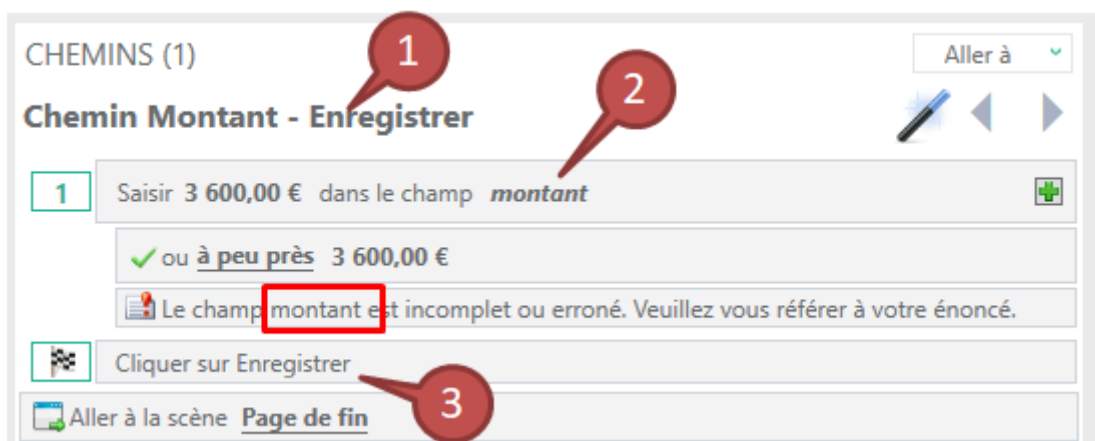 CHEMINS (1)
1
Aller à
Chemin Montant - Enregistrer
2
1
Saisir 3 600,00 € dans le champ montant
ou à peu près 3 600,00 €
Le champ montant est incomplet ou erroné. Veuillez vous référer à votre énoncé.
Cliquer sur Enregistrer
3
Aller à la scène Page de fin